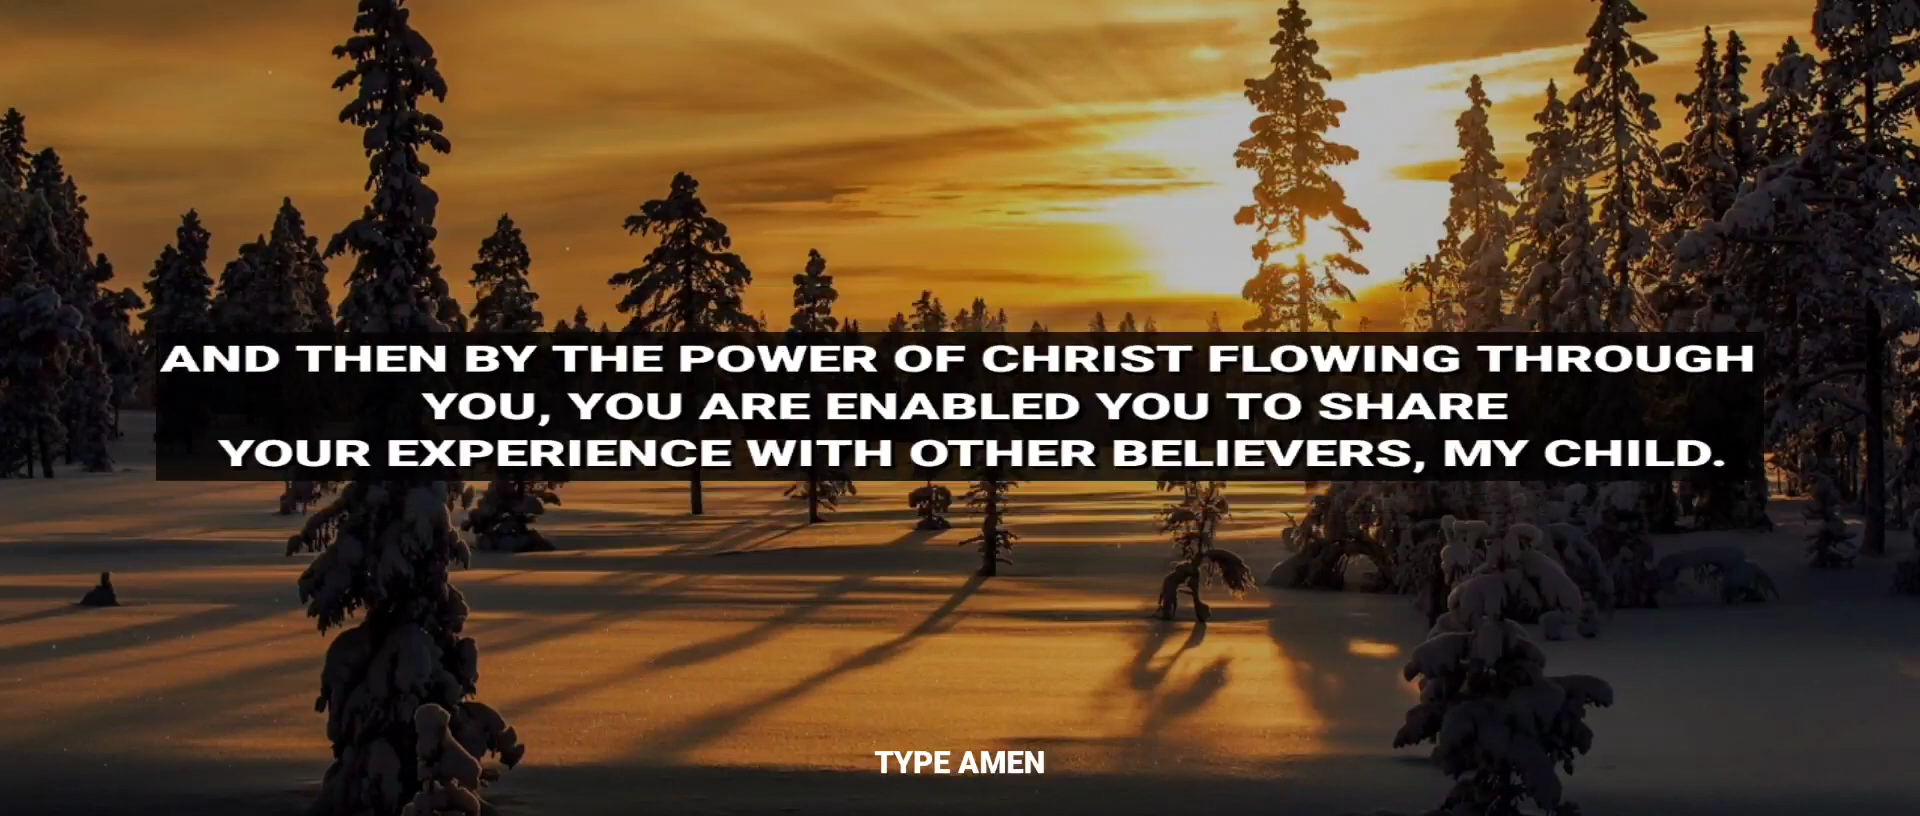 AND THEN BY THE POWER OF CHRIST FLOWING THROUGH
YOU, YOU ARE ENABLED YOU TO SHARE
YOUR EXPERIENCE WITH OTHER BELIEVERS, MY CHILD.
TYPE AMEN